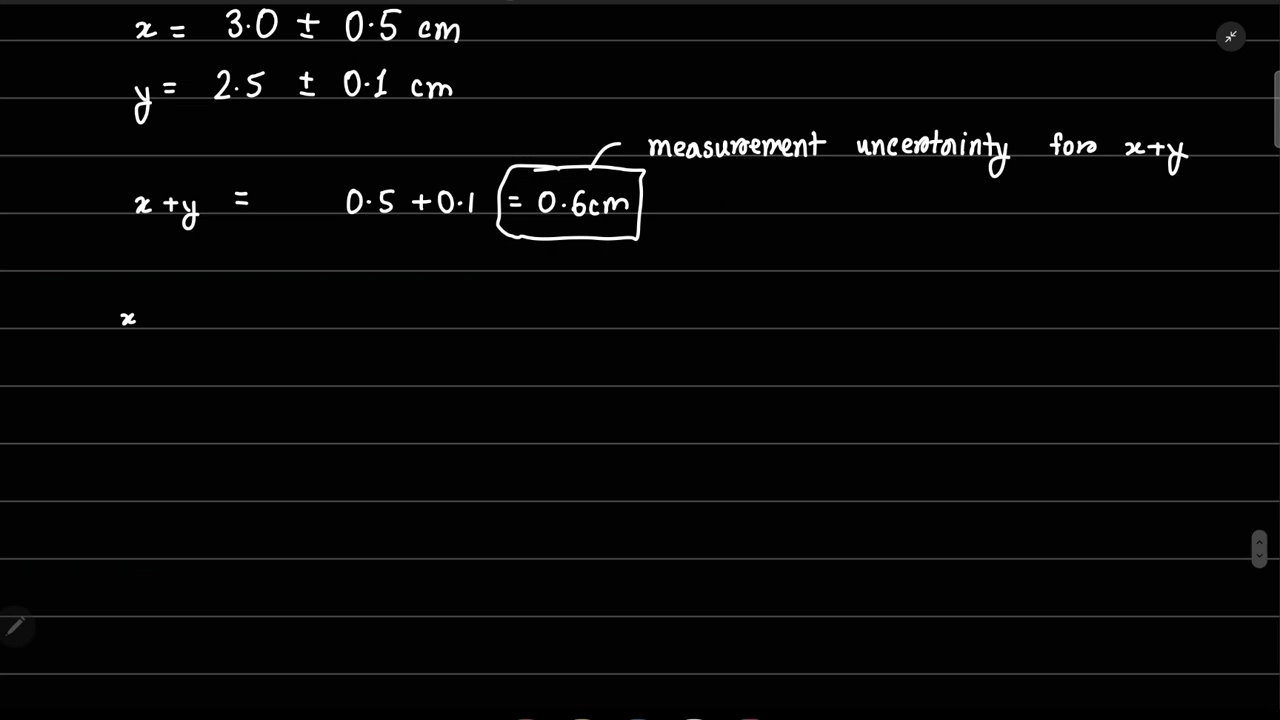 x = 3.0 ± 0.5 cm
y = 2.5 ± 0.1 cm
measurement uncertainty for x+y
x+y = 0.5 + 0.1 = 0.6cm
x